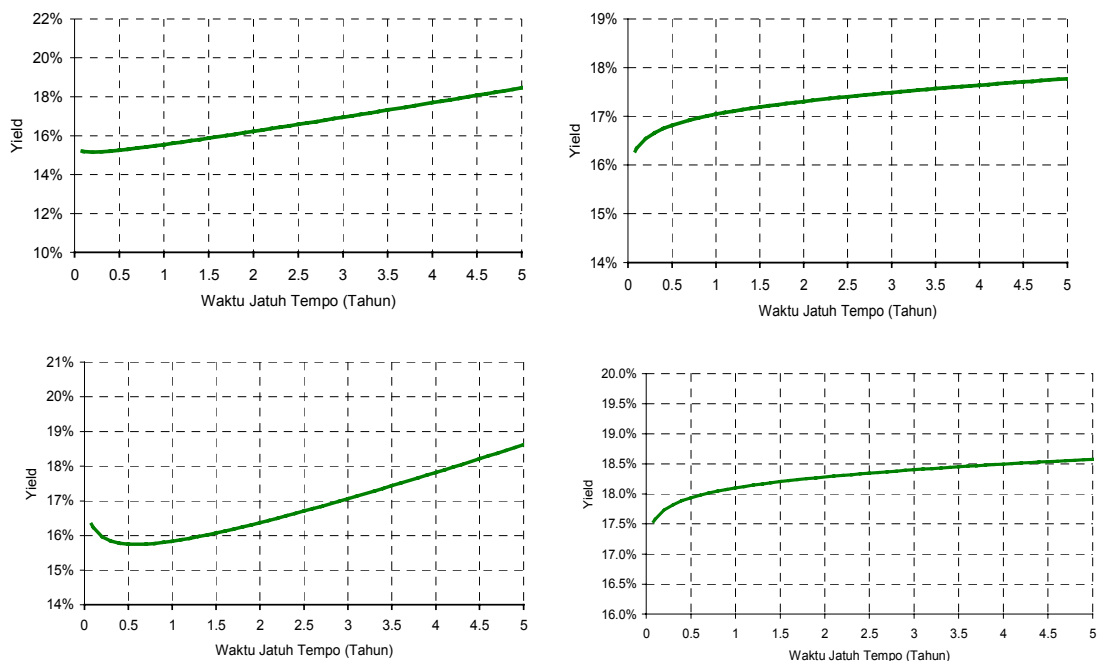 22%
20%
18%
16%
14%
12%
10%
Yield
0 0.5 1 1.5 2 2.5 3 3.5 4 4.5 5
Waktu Jatuh Tempo (Tahun)
19%
18%
17%
16%
15%
14%
Yield
0 0.5 1 1.5 2 2.5 3 3.5 4 4.5 5
Waktu Jatuh Tempo (Tahun)
21%
20%
19%
18%
17%
16%
15%
14%
Yield
0 0.5 1 1.5 2 2.5 3 3.5 4 4.5 5
Waktu Jatuh Tempo (Tahun)
20.0%
19.5%
19.0%
18.5%
18.0%
17.5%
17.0%
16.5%
16.0%
Yield
0 0.5 1 1.5 2 2.5 3 3.5 4 4.5 5
Waktu Jatuh Tempo (Tahun)